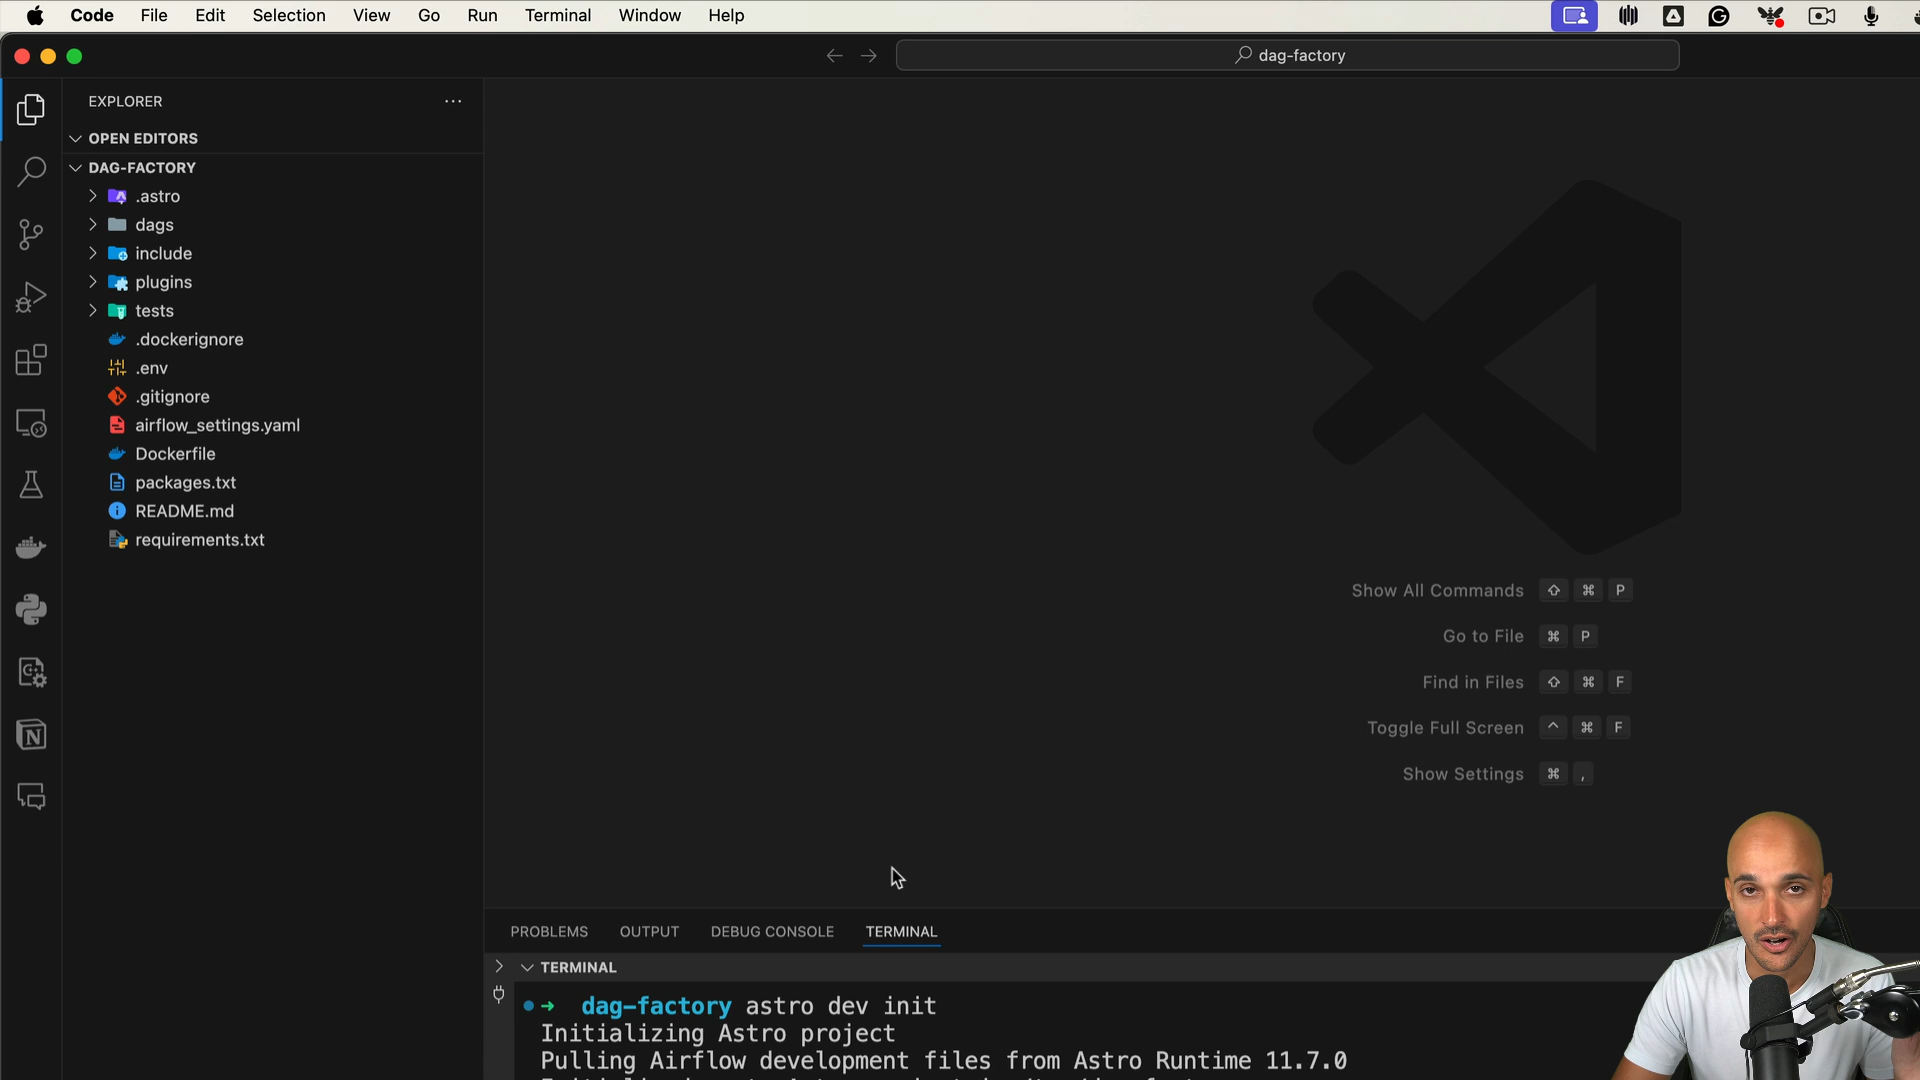 Code File Edit Selection View Go Run Terminal Window Help
dag-factory
EXPLORER
OPEN EDITORS
DAG-FACTORY
.astro
dags
include
plugins
tests
.dockerignore
.env
.gitignore
airflow_settings.yaml
Dockerfile
packages.txt
README.md
requirements.txt
Show All Commands ⇧ ⌘ P
Go to File ⌘ P
Find in Files ⇧ ⌘ F
Toggle Full Screen ^ ⌘ F
Show Settings ⌘ ,
PROBLEMS OUTPUT DEBUG CONSOLE TERMINAL
TERMINAL
➜ dag-factory astro dev init
Initializing Astro project
Pulling Airflow development files from Astro Runtime 11.7.0